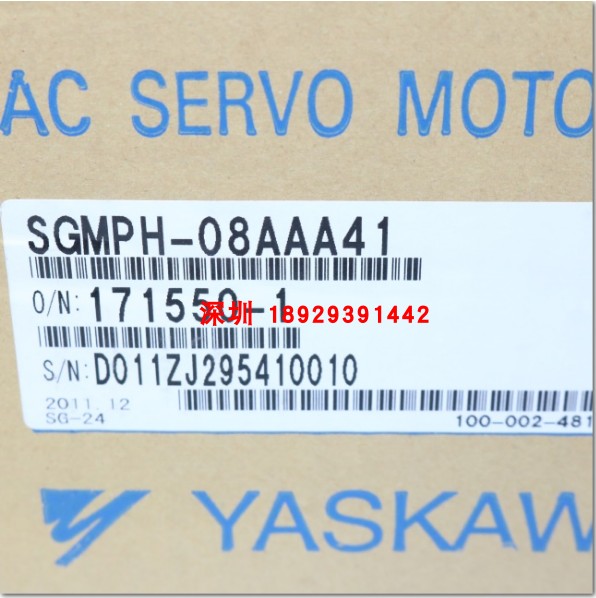 AC SERVO MOTO
SGMPH-08AAA41
O/N: 171550-1
深圳 18929391442
S/N: D011ZJ295410010
2011.12
SG-24
100-002-481
YASKAW